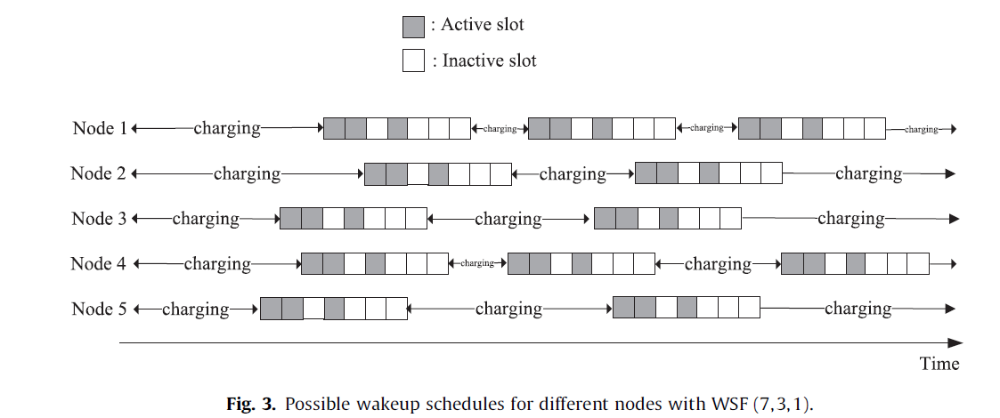 : Active slot
: Inactive slot
Node 1 charging charging charging charging
Node 2 charging charging charging
Node 3 charging charging charging
Node 4 charging charging charging
Node 5 charging charging charging
Time
Fig. 3. Possible wakeup schedules for different nodes with WSF (7,3,1).